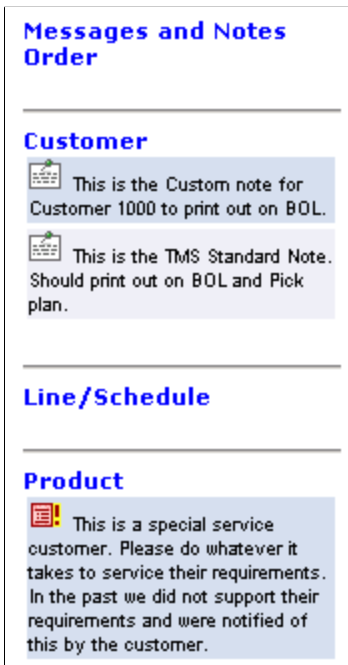 Messages and Notes
Order
Customer
This is the Custom note for
Customer 1000 to print out on BOL.
This is the TMS Standard Note.
Should print out on BOL and Pick
plan.
Line/Schedule
Product
This is a special service
customer. Please do whatever it
takes to service their requirements.
In the past we did not support their
requirements and were notified of
this by the customer.